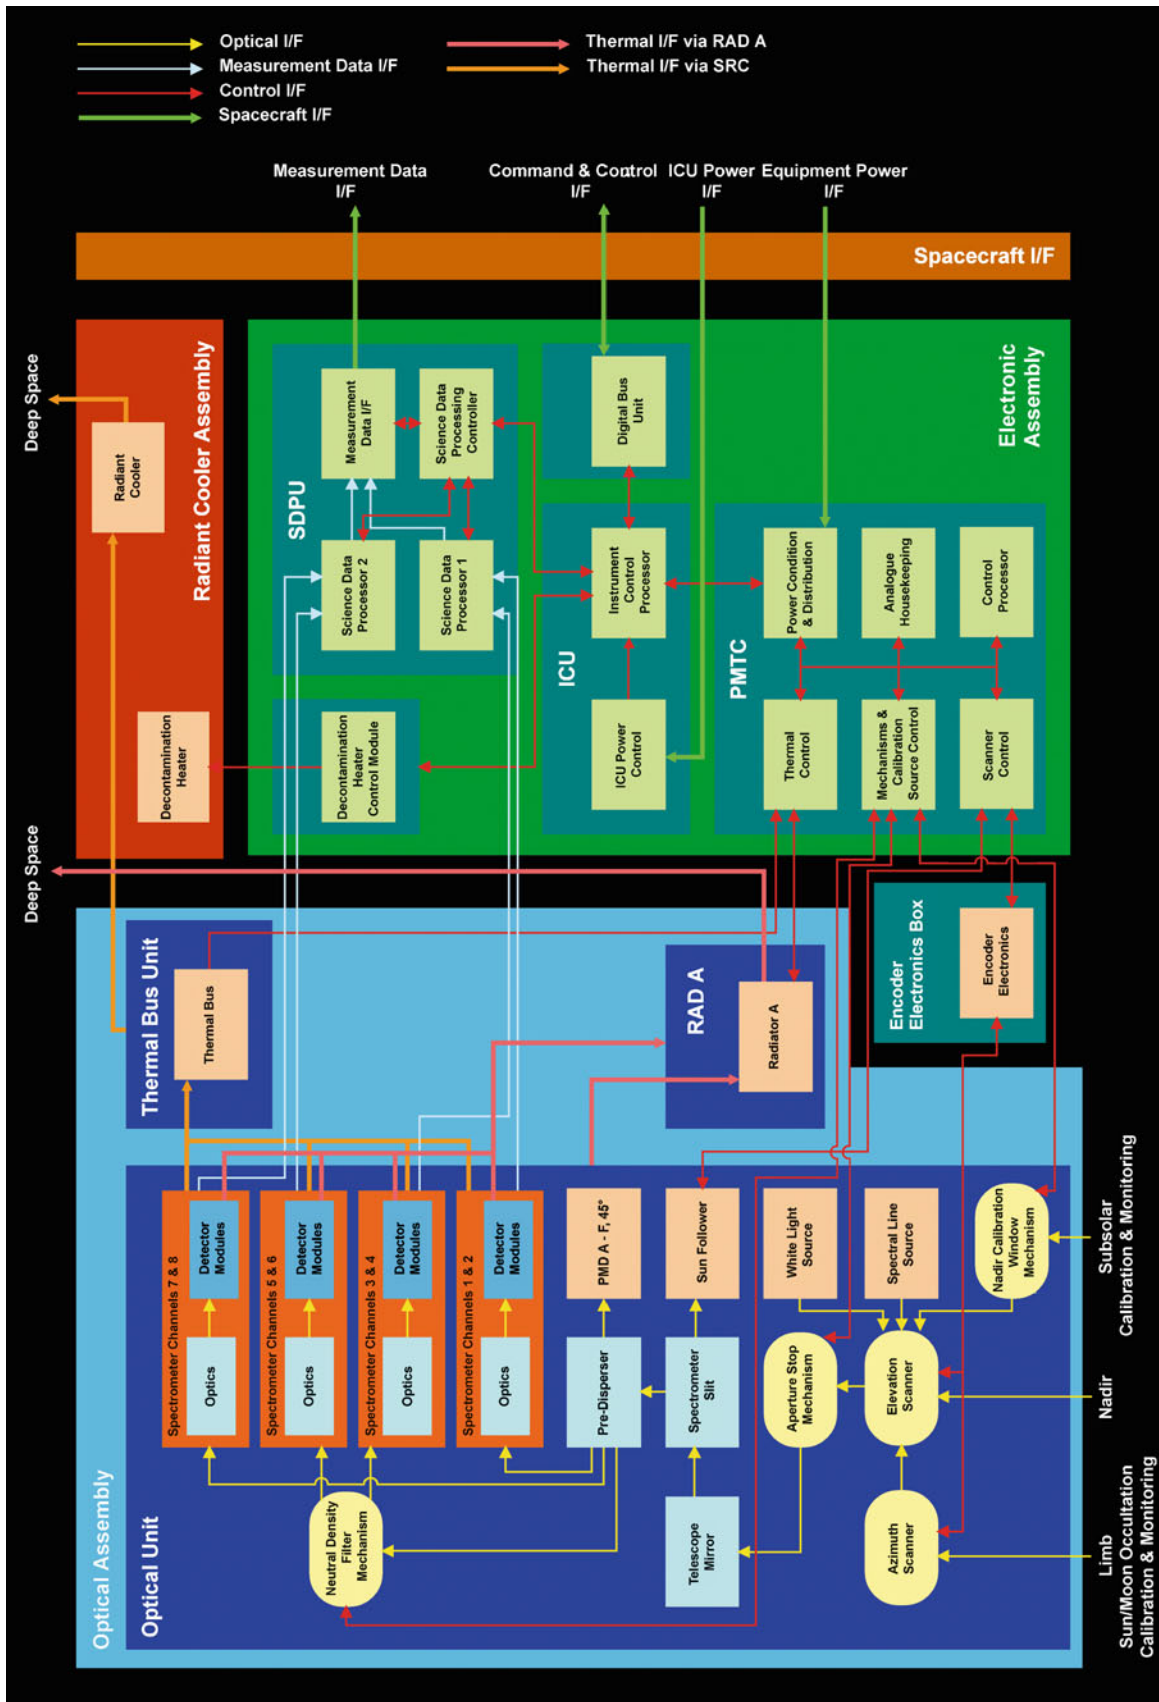 Optical I/F
Measurement Data I/F
Control I/F
Spacecraft I/F
Thermal I/F via RAD A
Thermal I/F via SRC
Measurement Data
I/F
Command & Control
I/F
ICU Power
I/F
Equipment Power
I/F
Spacecraft I/F
Deep Space
Radiant Cooler Assembly
Radiant
Cooler
Decontamination
Heater
Electronic
Assembly
SDPU
Measurement
Data I/F
Science Data
Processing
Controller
Science Data
Processor 2
Science Data
Processor 1
Decontamination
Heater
Control Module
Digital Bus
Unit
ICU
Instrument
Control
Processor
ICU Power
Control
PMTC
Power Condition
& Distribution
Analogue
Housekeeping
Control
Processor
Thermal
Control
Mechanisms &
Calibration
Source Control
Scanner
Control
Deep Space
Thermal Bus Unit
Thermal Bus
RAD A
Radiator A
Encoder
Electronics Box
Encoder
Electronics
Optical Assembly
Optical Unit
Spectrometer Channels 7 & 8
Optics
Detector
Modules
Spectrometer Channels 5 & 6
Optics
Detector
Modules
Spectrometer Channels 3 & 4
Optics
Detector
Modules
Spectrometer Channels 1 & 2
Optics
Detector
Modules
PMD A - F, 45°
Sun Follower
White Light
Source
Spectral Line
Source
Nadir Calibration
Window
Mechanism
Pre-Disperser
Spectrometer
Slit
Aperture Stop
Mechanism
Elevation
Scanner
Neutral Density
Filter
Mechanism
Telescope
Mirror
Azimuth
Scanner
Subsolar
Calibration & Monitoring
Nadir
Limb
Sun/Moon Occultation
Calibration & Monitoring